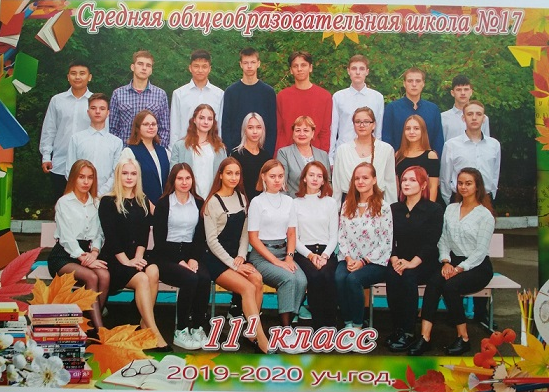 Средняя общеобразовательная школа №17
11¹ класс
2019-2020 уч.год,